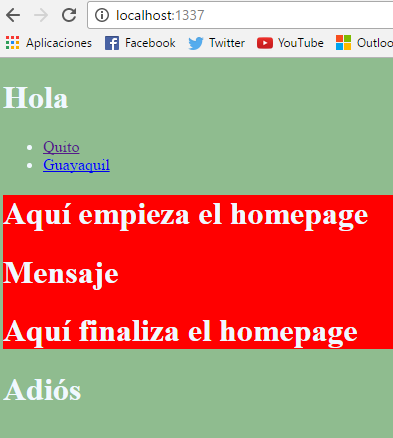 localhost:1337
Aplicaciones Facebook Twitter YouTube Outloo
Hola
Quito
Guayaquil
Aquí empieza el homepage
Mensaje
Aquí finaliza el homepage
Adiós